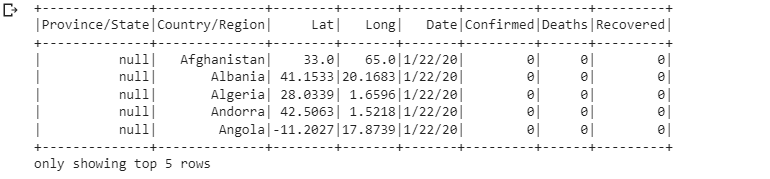 +--------------+--------------+--------+-------+-------+---------+------+---------+
|Province/State|Country/Region|     Lat|   Long|   Date|Confirmed|Deaths|Recovered|
+--------------+--------------+--------+-------+-------+---------+------+---------+
|          null|   Afghanistan|    33.0|   65.0|1/22/20|        0|     0|        0|
|          null|       Albania| 41.1533|20.1683|1/22/20|        0|     0|        0|
|          null|       Algeria| 28.0339| 1.6596|1/22/20|        0|     0|        0|
|          null|       Andorra| 42.5063| 1.5218|1/22/20|        0|     0|        0|
|          null|        Angola|-11.2027|17.8739|1/22/20|        0|     0|        0|
+--------------+--------------+--------+-------+-------+---------+------+---------+
only showing top 5 rows